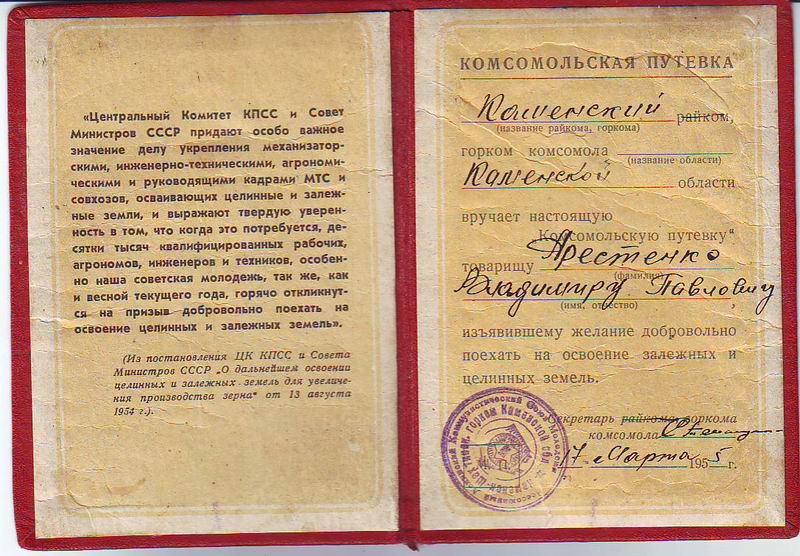 «Центральный Комитет КПСС и Совет
Министров СССР придают особо важное
значение делу укрепления механизатор-
скими, инженерно-техническими, агрономи-
ческими и руководящими кадрами МТС и
совхозов, осваивающих целинные и залеж-
ные земли, и выражают твердую уверен-
ность в том, что когда это потребуется, де-
сятки тысяч квалифицированных рабочих,
агрономов, инженеров и техников, особен-
но наша советская молодежь, так же, как
и весной текущего года, горячо откликнут-
ся на призыв добровольно поехать на
освоение целинных и залежных земель».
(Из постановления ЦК КПСС и Совета
Министров СССР „О дальнейшем освоении
целинных и залежных земель для увеличе-
ния производства зерна“ от 13 августа
1954 г.).
КОМСОМОЛЬСКАЯ ПУТЕВКА
Каменский райком,
(название райкома, горкома)
горком комсомола
(название области)
Каменской области
вручает настоящую
Комсомольскую путевку“
товарищу Арестенко
(фамилия)
Владимиру Павловичу
(имя, отчество)
изъявившему желание добровольно
поехать на освоение залежных и
целинных земель.
Секретарь райкома, горкома
комсомола
17 Марта 1955 г.